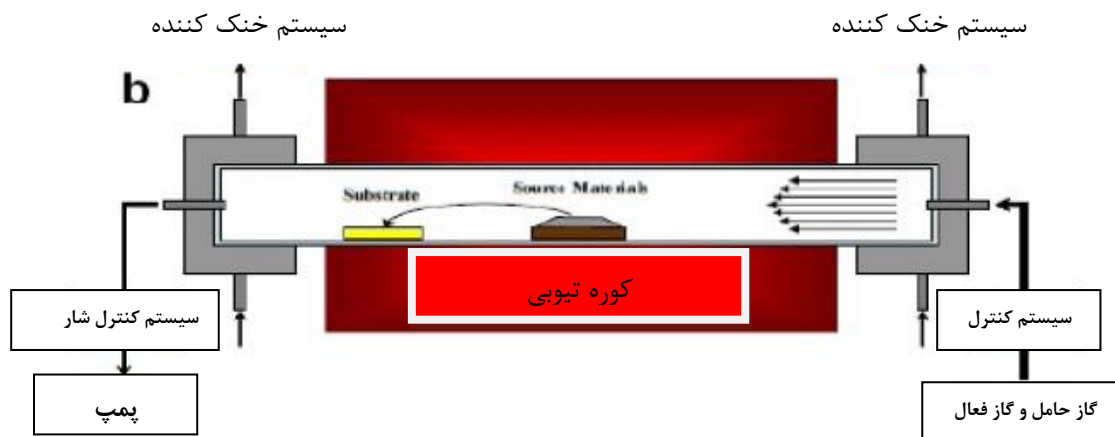 سیستم خنک کننده
سیستم خنک کننده
b
Substrate
Source Materials
کوره تیوبی
سیستم کنترل شار
سیستم کنترل
پمپ
گاز حامل و گاز فعال